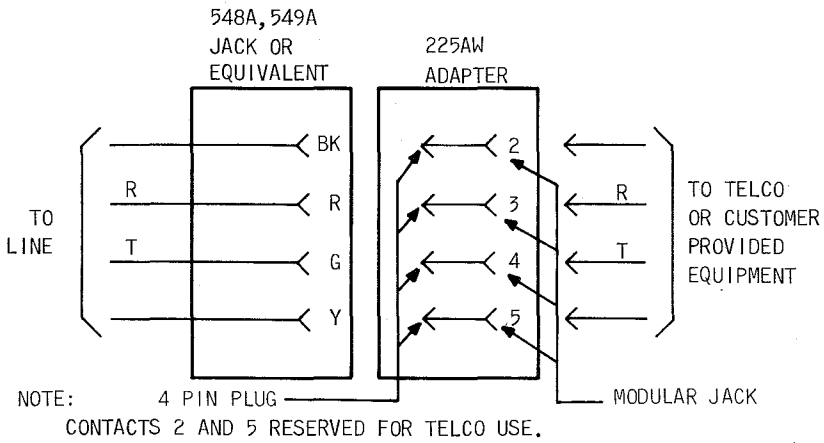 548A, 549A
JACK OR
EQUIVALENT
225AW
ADAPTER
BK
2
R
R
3
R
T
G
4
T
Y
5
TO
LINE
TO TELCO
OR CUSTOMER
PROVIDED
EQUIPMENT
NOTE:
4 PIN PLUG
MODULAR JACK
CONTACTS 2 AND 5 RESERVED FOR TELCO USE.